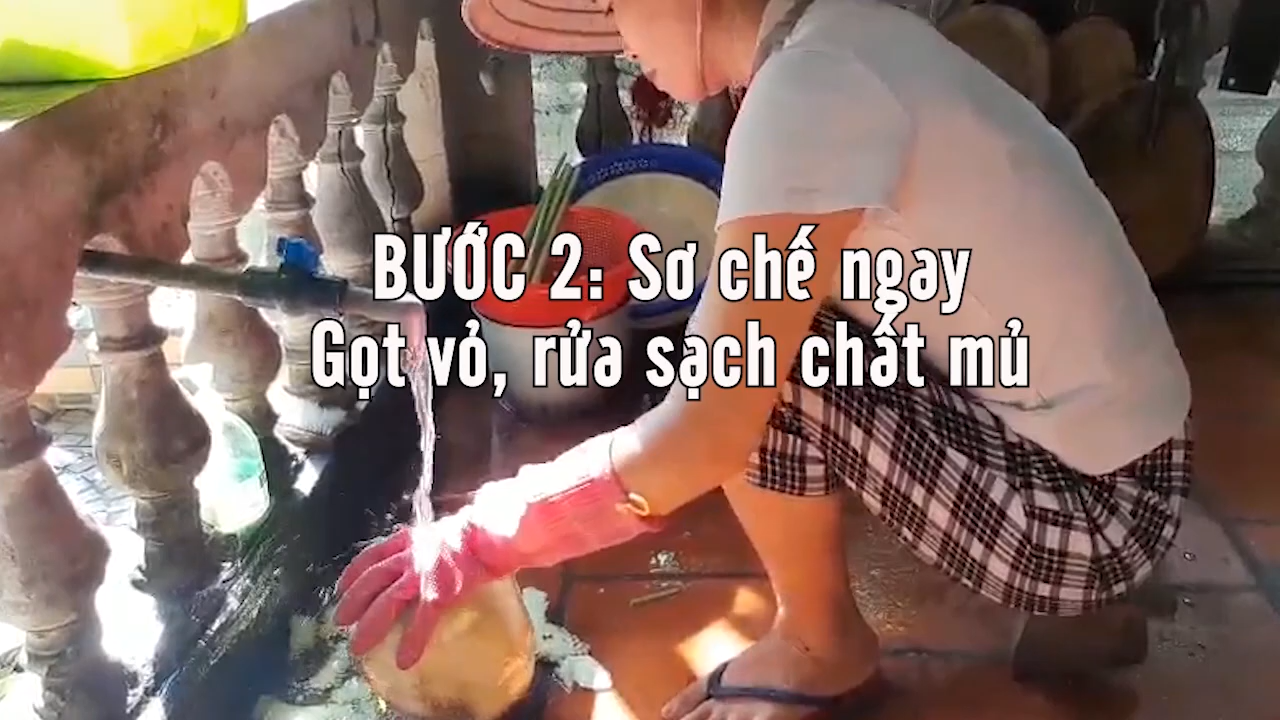 BƯỚC 2: Sơ chế ngay
Gọt vỏ, rửa sạch chất mủ